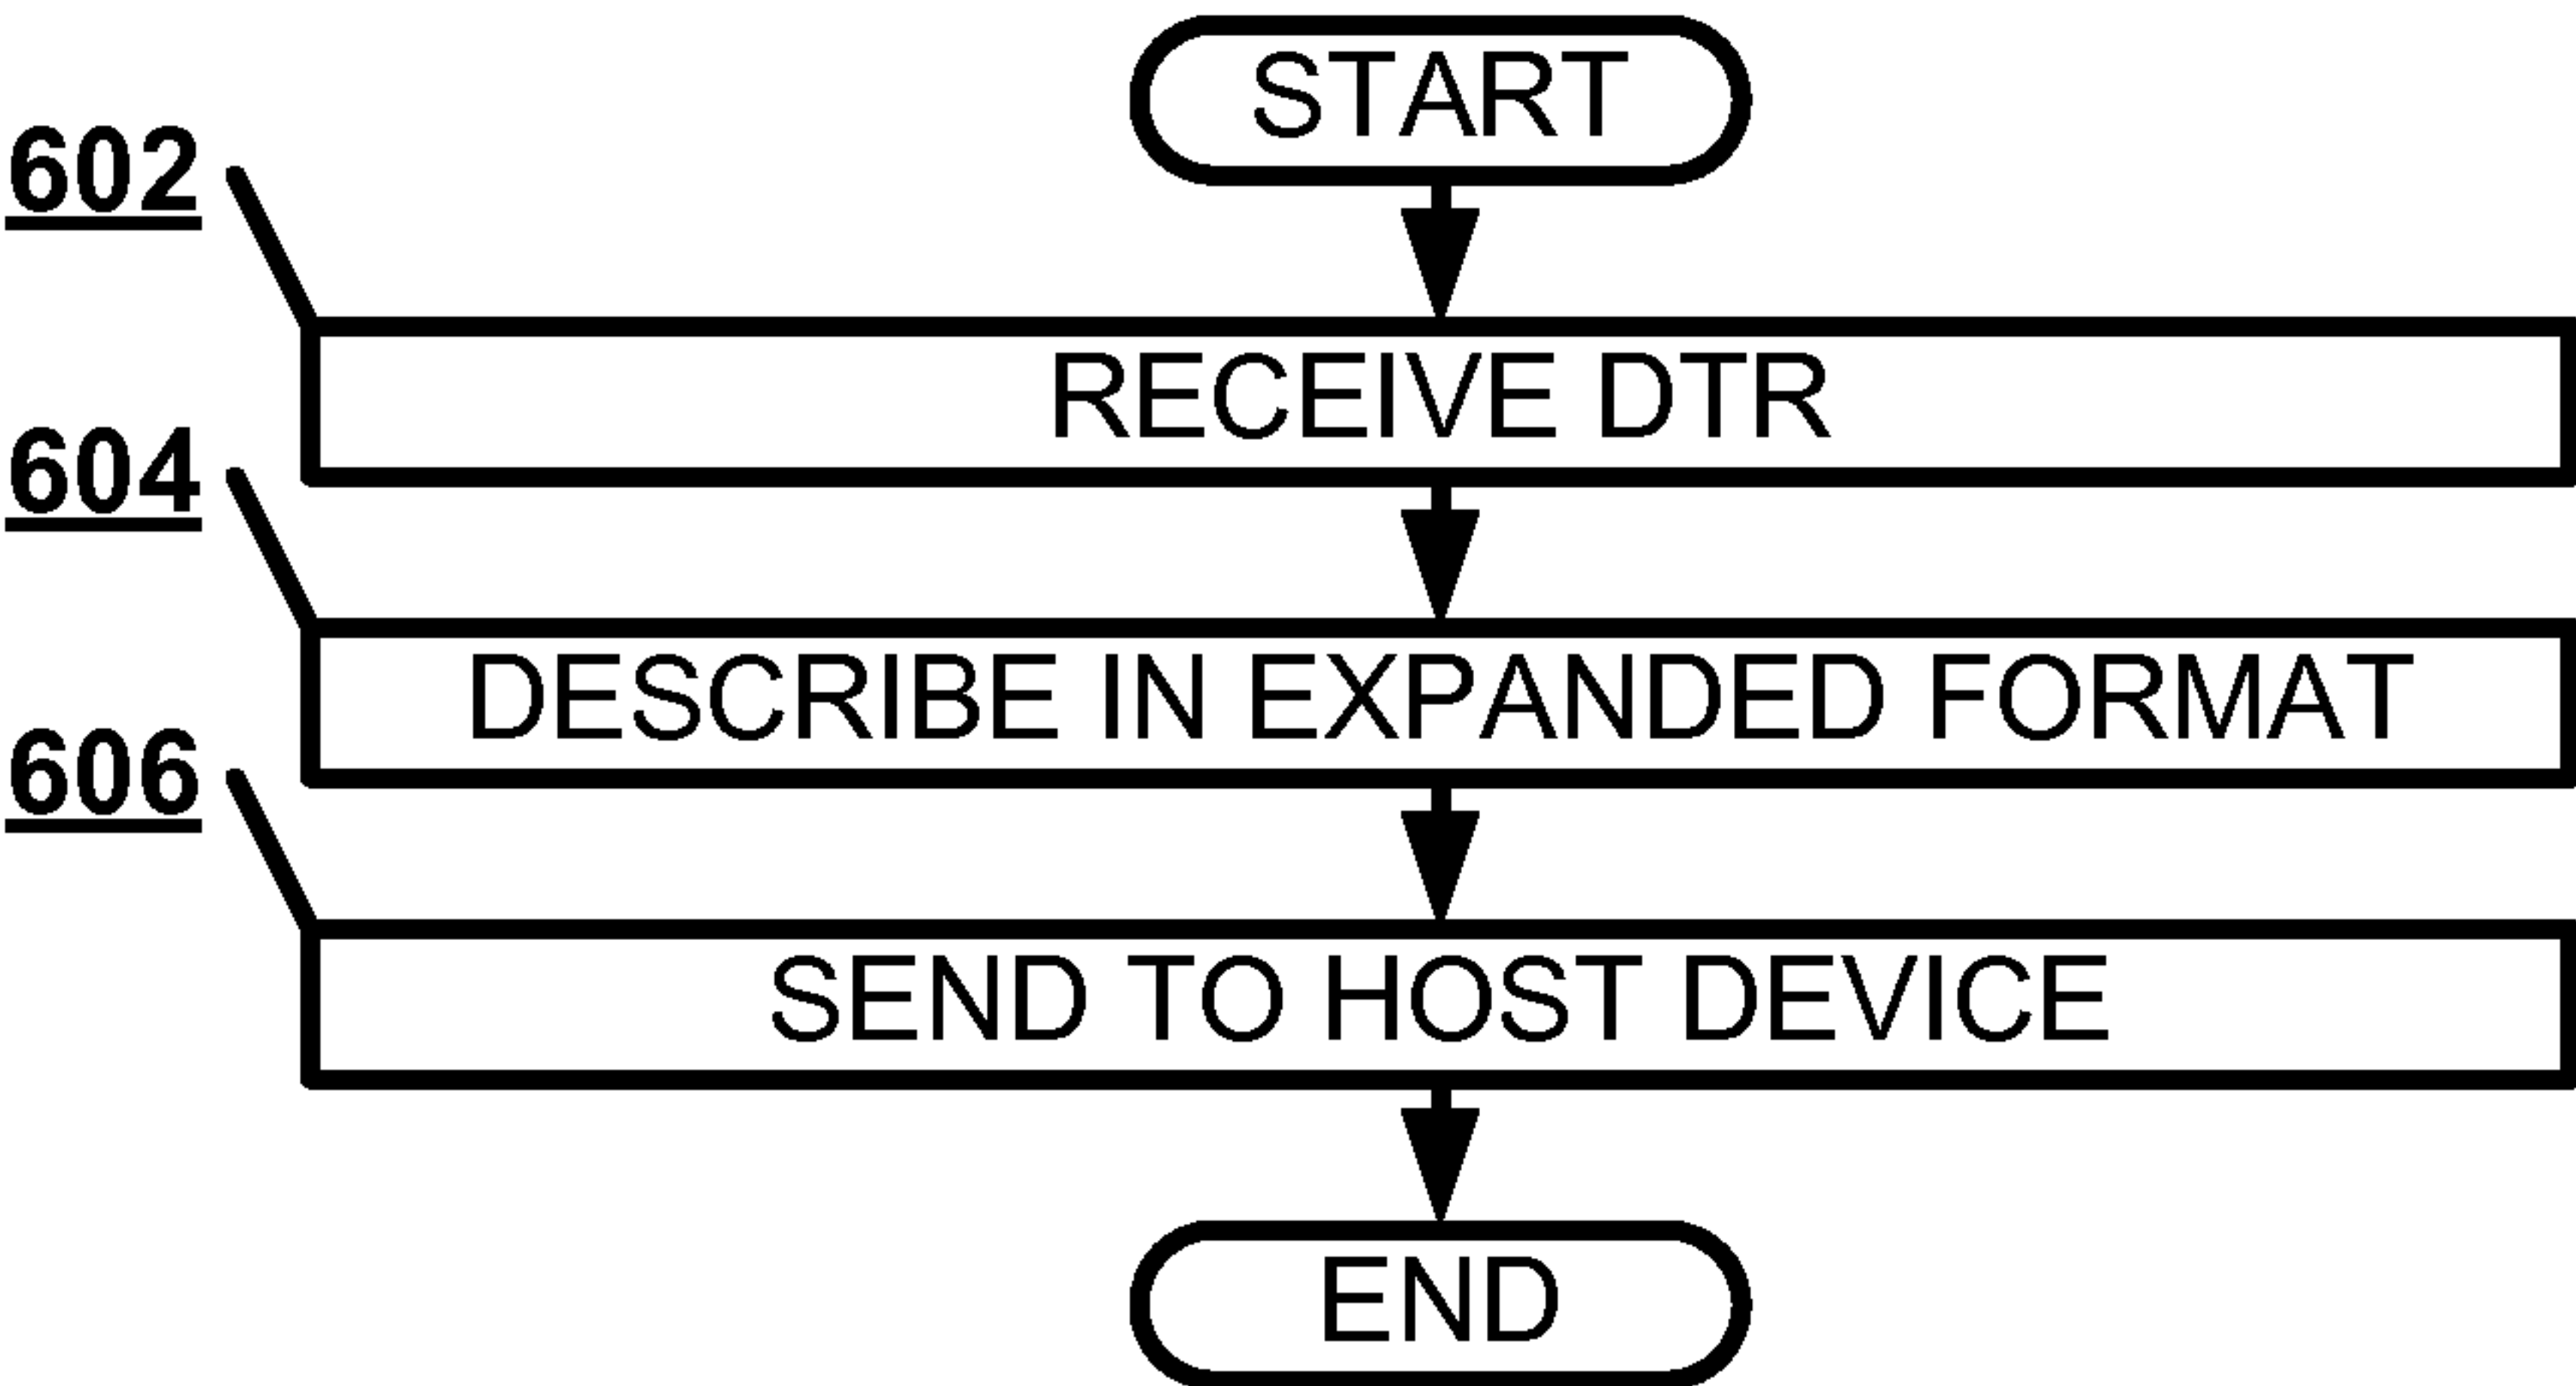 START
602
RECEIVE DTR
604
DESCRIBE IN EXPANDED FORMAT
606
SEND TO HOST DEVICE
END